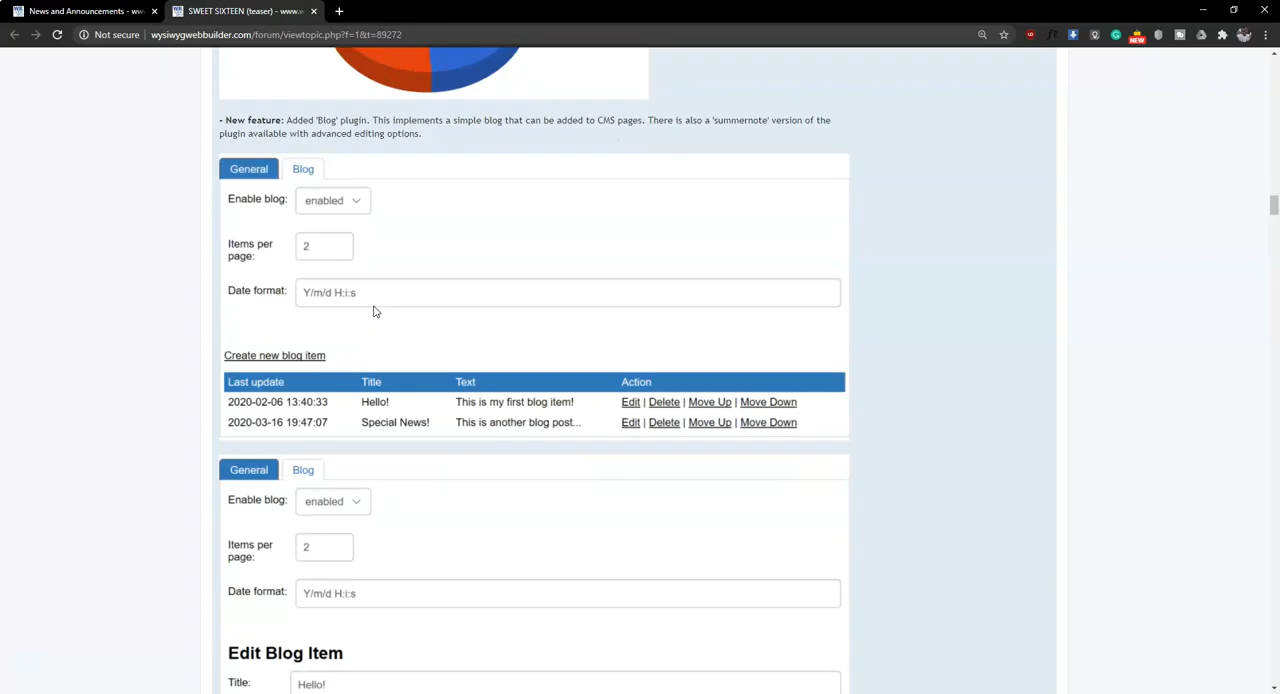 News and Announcements - ww
SWEET SIXTEEN (teaser) - www.
Not secure | wysiwygwebbuilder.com/forum/viewtopic.php?f=1&t=89272
NEW
- New feature: Added 'Blog' plugin. This implements a simple blog that can be added to CMS pages. There is also a 'summernote' version of the
plugin available with advanced editing options.
General Blog
Enable blog: enabled
Items per
page:
2
Date format: Y/m/d H:i:s
Create new blog item
Last update Title Text Action
2020-02-06 13:40:33 Hello! This is my first blog item! Edit | Delete | Move Up | Move Down
2020-03-16 19:47:07 Special News! This is another blog post... Edit | Delete | Move Up | Move Down
General Blog
Enable blog: enabled
Items per
page:
2
Date format: Y/m/d H:i:s
Edit Blog Item
Title: Hello!